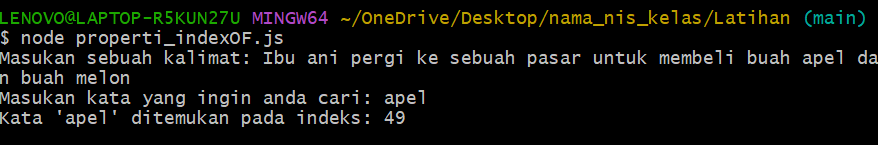 LENOVO@LAPTOP-R5KUN27U MINGW64 ~/OneDrive/Desktop/nama_nis_kelas/Latihan (main)
$ node properti_indexOF.js
Masukan sebuah kalimat: Ibu ani pergi ke sebuah pasar untuk membeli buah apel da
n buah melon
Masukan kata yang ingin anda cari: apel
Kata 'apel' ditemukan pada indeks: 49